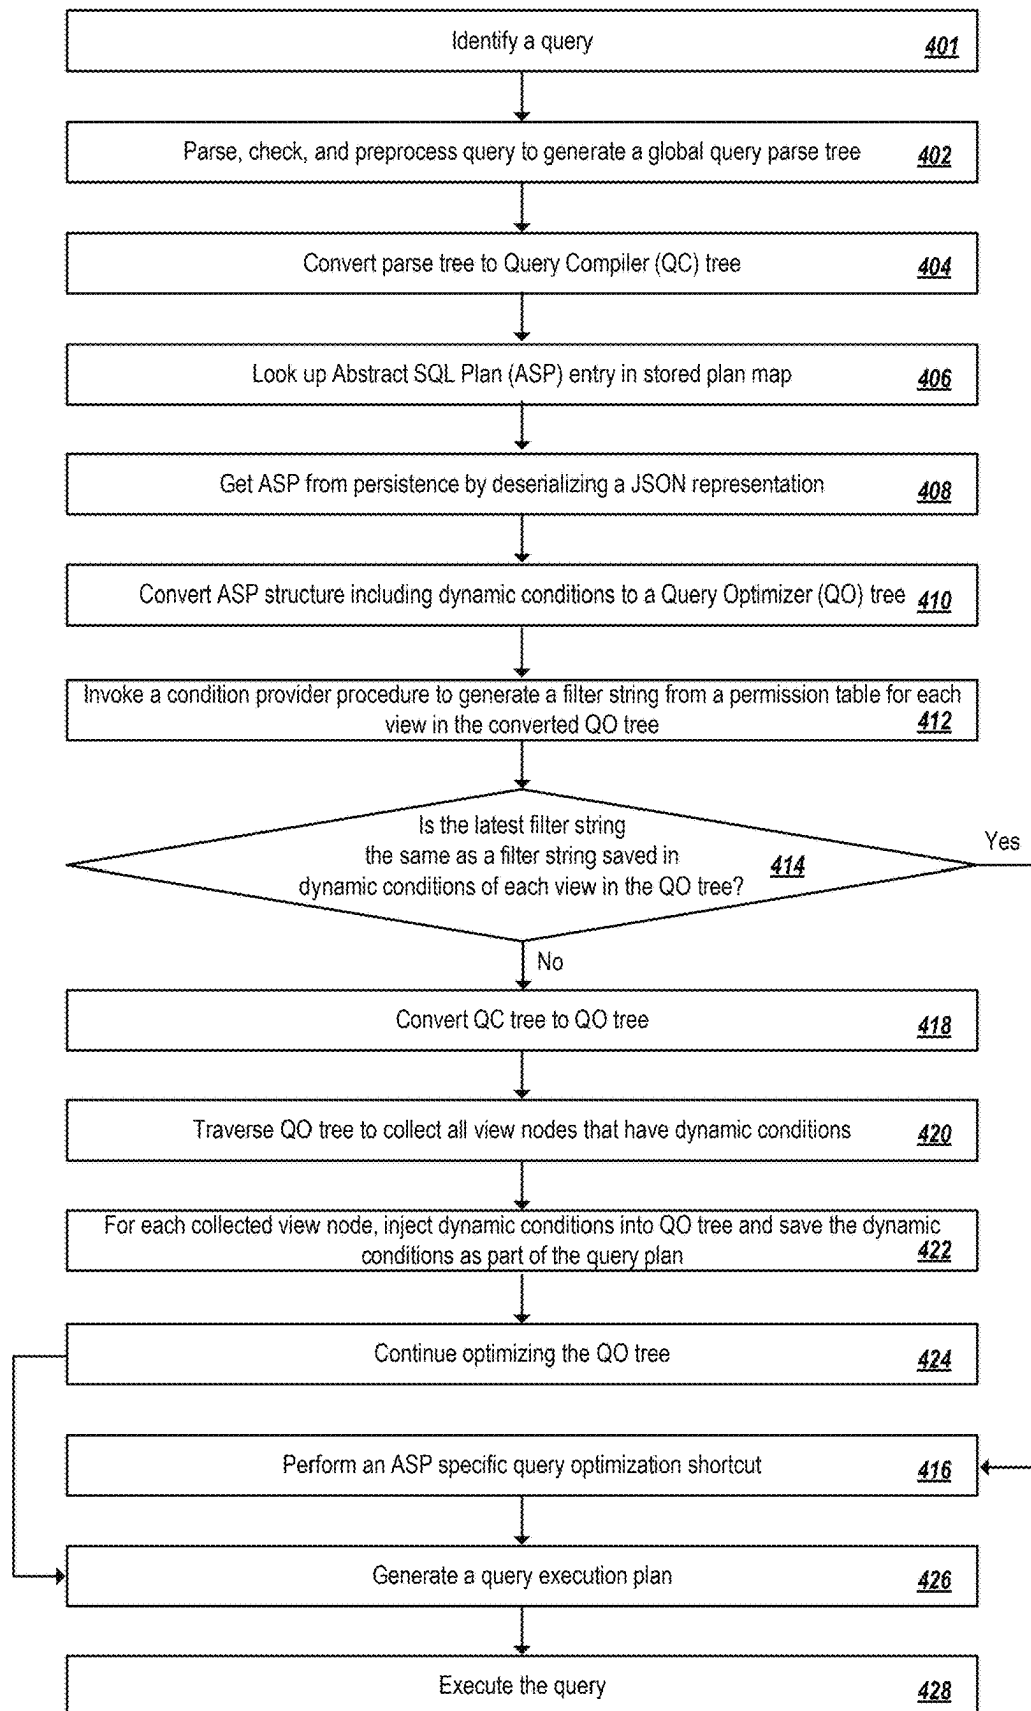 Identify a query 401
Parse, check, and preprocess query to generate a global query parse tree 402
Convert parse tree to Query Compiler (QC) tree 404
Look up Abstract SQL Plan (ASP) entry in stored plan map 406
Get ASP from persistence by deserializing a JSON representation 408
Convert ASP structure including dynamic conditions to a Query Optimizer (QO) tree 410
Invoke a condition provider procedure to generate a filter string from a permission table for each
view in the converted QO tree 412
Is the latest filter string
the same as a filter string saved in
dynamic conditions of each view in the QO tree?
414
Yes
No
Convert QC tree to QO tree 418
Traverse QO tree to collect all view nodes that have dynamic conditions 420
For each collected view node, inject dynamic conditions into QO tree and save the dynamic
conditions as part of the query plan 422
Continue optimizing the QO tree 424
Perform an ASP specific query optimization shortcut 416
Generate a query execution plan 426
Execute the query 428